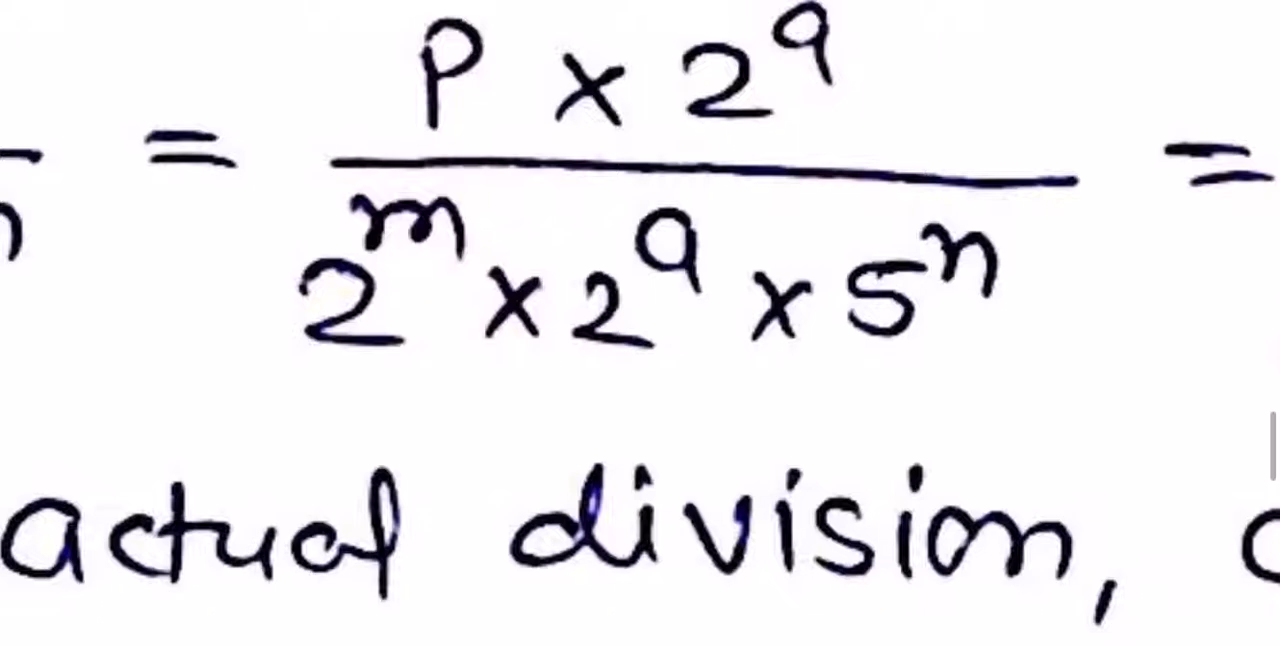 = P × 2^a / 2^m × 2^a × 5^n =
actual division,